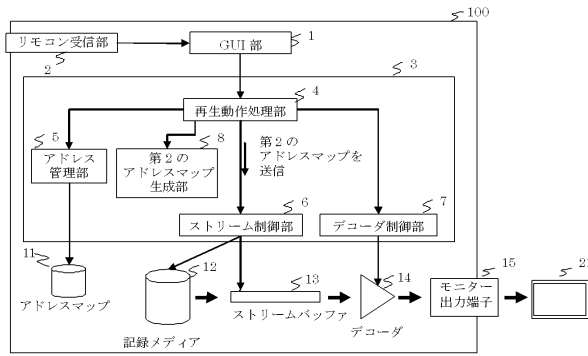 100
リモコン受信部
GUI 部
1
2
3
再生動作処理部
4
5
アドレス
管理部
第２の
アドレスマップ
生成部
8
第２の
アドレスマップを
送信
6
ストリーム制御部
7
デコーダ制御部
11
アドレスマップ
12
記録メディア
13
ストリームバッファ
14
デコーダ
15
モニター
出力端子